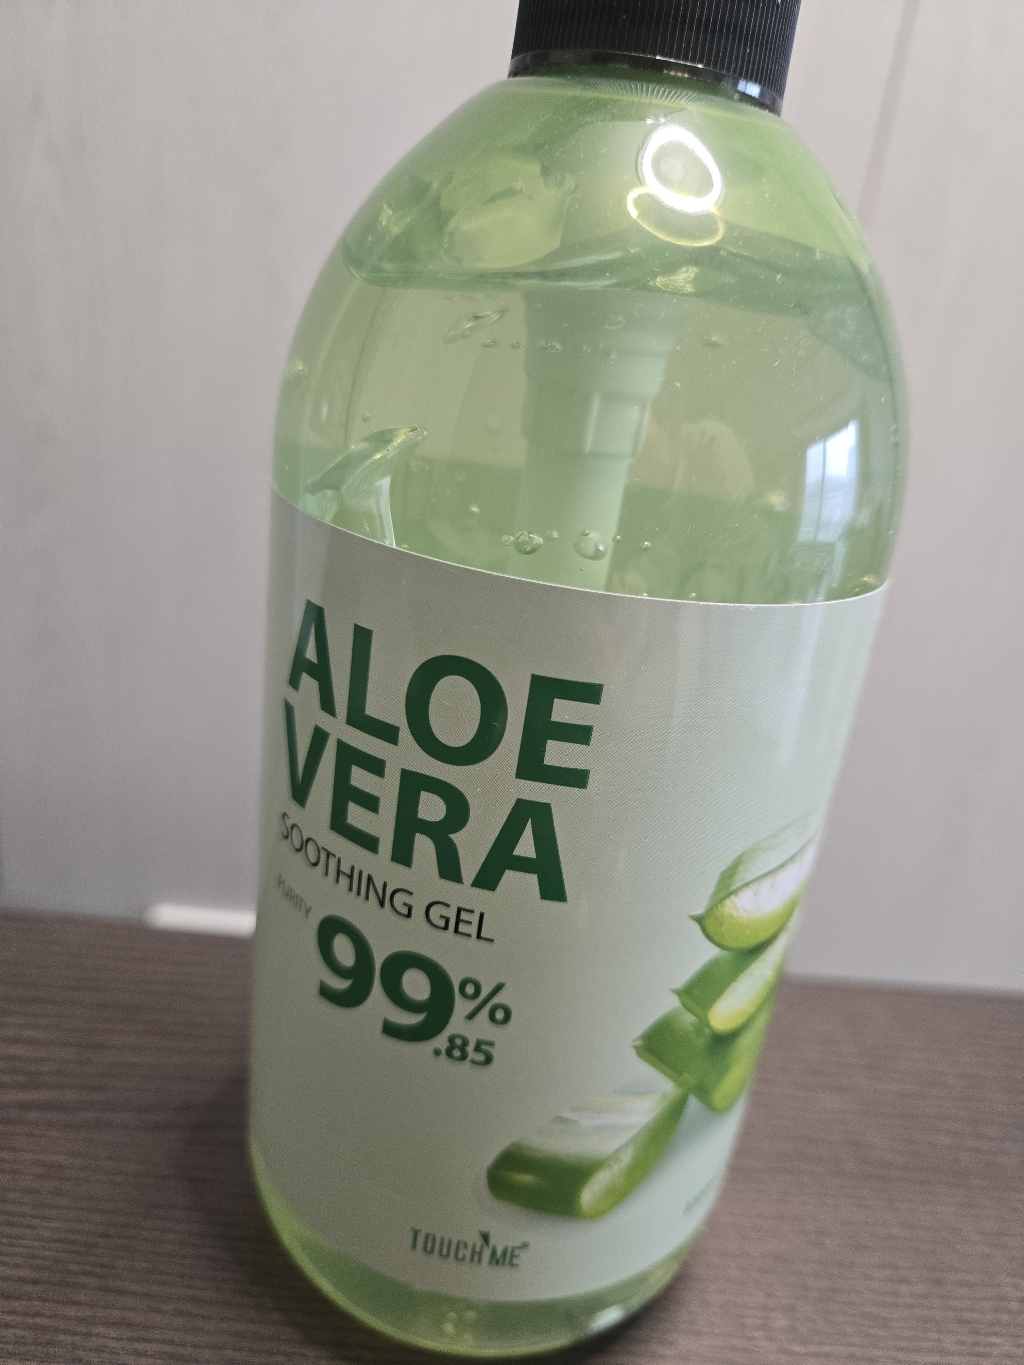 ALOE
VERA
SOOTHING GEL
PURITY
99%
.85
TOUCH ME